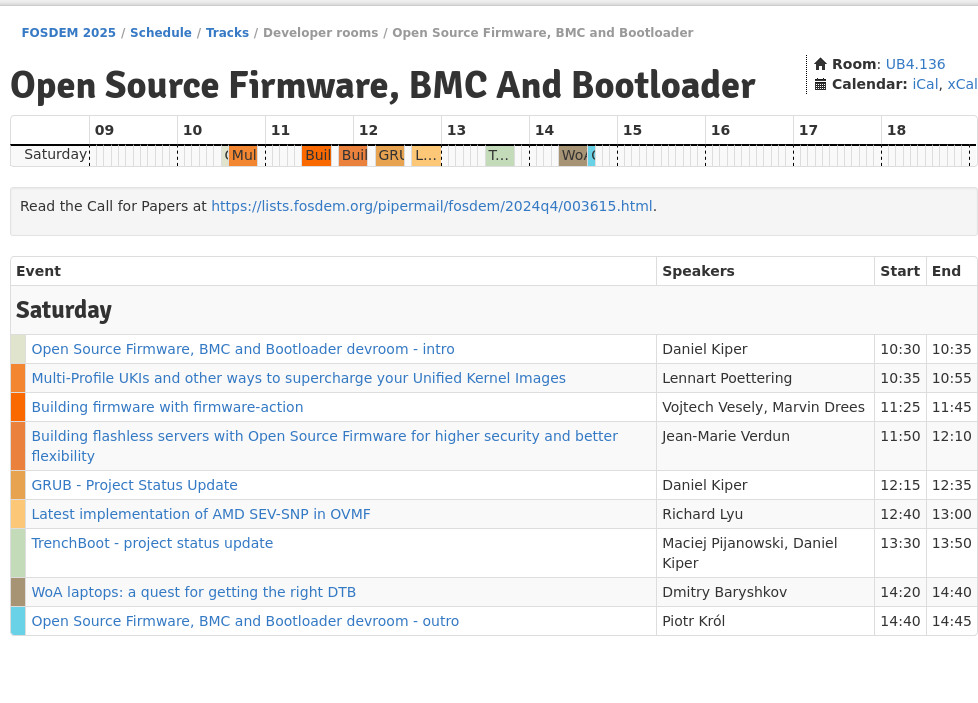 FOSDEM 2025 / Schedule / Tracks / Developer rooms / Open Source Firmware, BMC and Bootloader
Open Source Firmware, BMC And Bootloader
Room: UB4.136
Calendar: iCal, xCal
09 10 11 12 13 14 15 16 17 18
Saturday Mul Buil Buil GRU L... T... WoA
Read the Call for Papers at https://lists.fosdem.org/pipermail/fosdem/2024q4/003615.html.
Event Speakers Start End
Saturday
Open Source Firmware, BMC and Bootloader devroom - intro Daniel Kiper 10:30 10:35
Multi-Profile UKIs and other ways to supercharge your Unified Kernel Images Lennart Poettering 10:35 10:55
Building firmware with firmware-action Vojtech Vesely, Marvin Drees 11:25 11:45
Building flashless servers with Open Source Firmware for higher security and better Jean-Marie Verdun 11:50 12:10
flexibility
GRUB - Project Status Update Daniel Kiper 12:15 12:35
Latest implementation of AMD SEV-SNP in OVMF Richard Lyu 12:40 13:00
TrenchBoot - project status update Maciej Pijanowski, Daniel 13:30 13:50
Kiper
WoA laptops: a quest for getting the right DTB Dmitry Baryshkov 14:20 14:40
Open Source Firmware, BMC and Bootloader devroom - outro Piotr Król 14:40 14:45